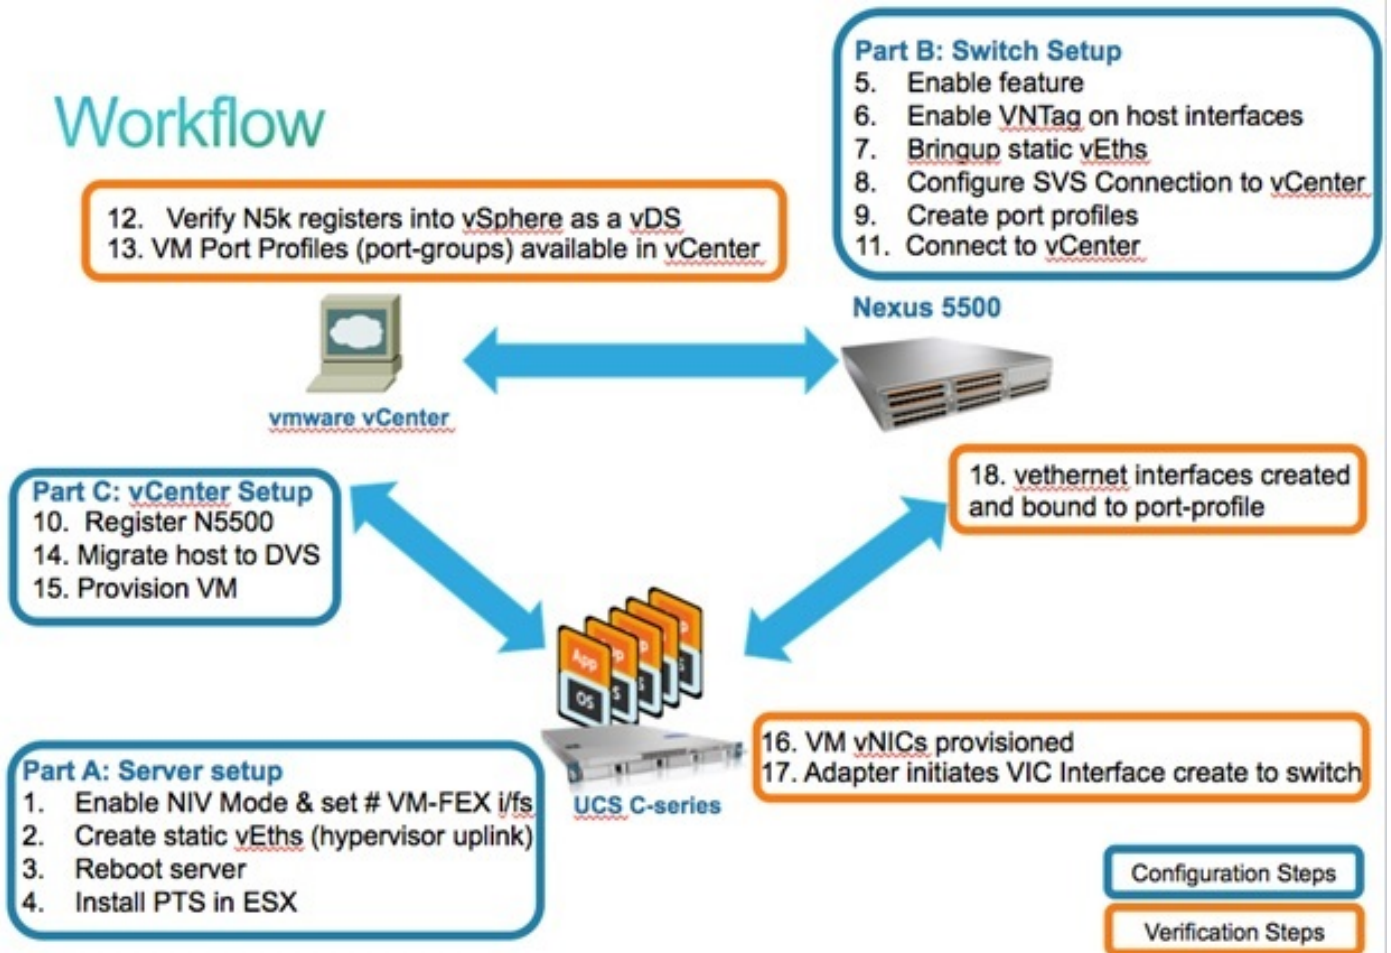 Workflow
Part B: Switch Setup
5. Enable feature
6. Enable VNTag on host interfaces
7. Bringup static vEths
8. Configure SVS Connection to vCenter
9. Create port profiles
11. Connect to vCenter
12. Verify N5k registers into vSphere as a vDS
13. VM Port Profiles (port-groups) available in vCenter
Nexus 5500
vmware vCenter
Part C: vCenter Setup
10. Register N5500
14. Migrate host to DVS
15. Provision VM
18. vethernet interfaces created
and bound to port-profile
App
OS
UCS C-series
16. VM vNICs provisioned
17. Adapter initiates VIC Interface create to switch
Part A: Server setup
1. Enable NIV Mode & set # VM-FEX i/fs
2. Create static vEths (hypervisor uplink)
3. Reboot server
4. Install PTS in ESX
Configuration Steps
Verification Steps